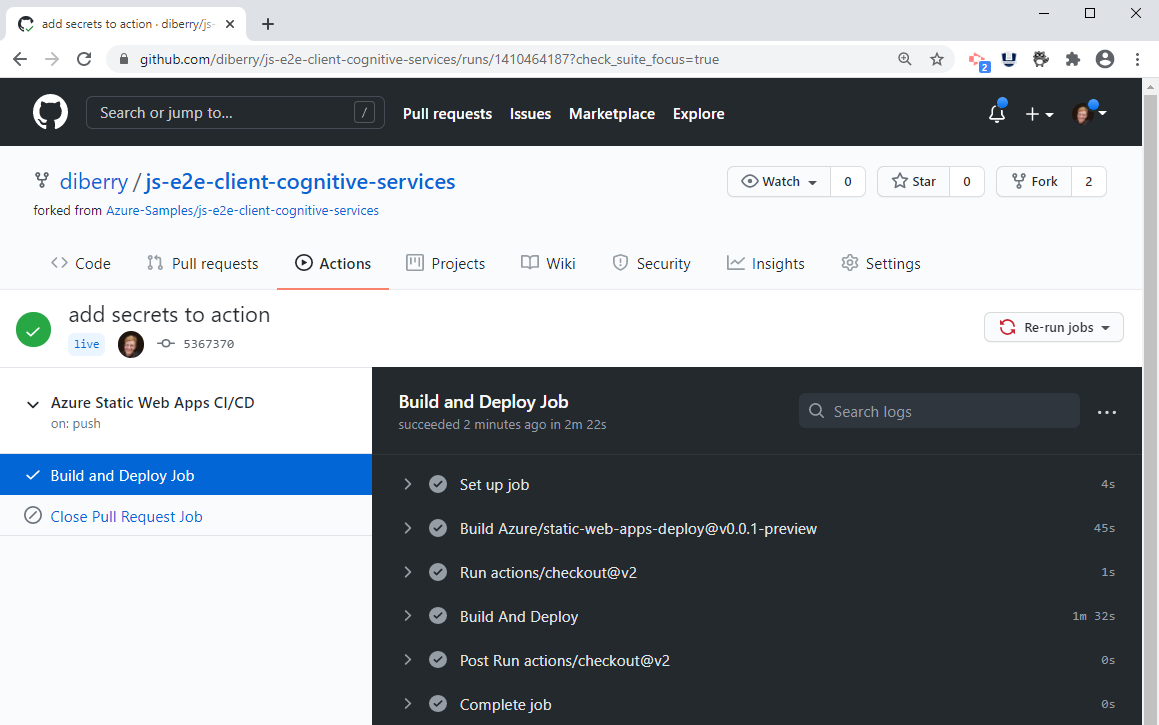 add secrets to action · diberry/js-
github.com/diberry/js-e2e-client-cognitive-services/runs/1410464187?check_suite_focus=true
2
Search or jump to... /
Pull requests Issues Marketplace Explore
diberry / js-e2e-client-cognitive-services
Watch 0 Star 0 Fork 2
forked from Azure-Samples/js-e2e-client-cognitive-services
Code Pull requests Actions Projects Wiki Security Insights Settings
add secrets to action
live 5367370
Re-run jobs
Azure Static Web Apps CI/CD
on: push
Build and Deploy Job
Close Pull Request Job
Build and Deploy Job
succeeded 2 minutes ago in 2m 22s
Search logs
Set up job 4s
Build Azure/static-web-apps-deploy@v0.0.1-preview 45s
Run actions/checkout@v2 1s
Build And Deploy 1m 32s
Post Run actions/checkout@v2 0s
Complete job 0s